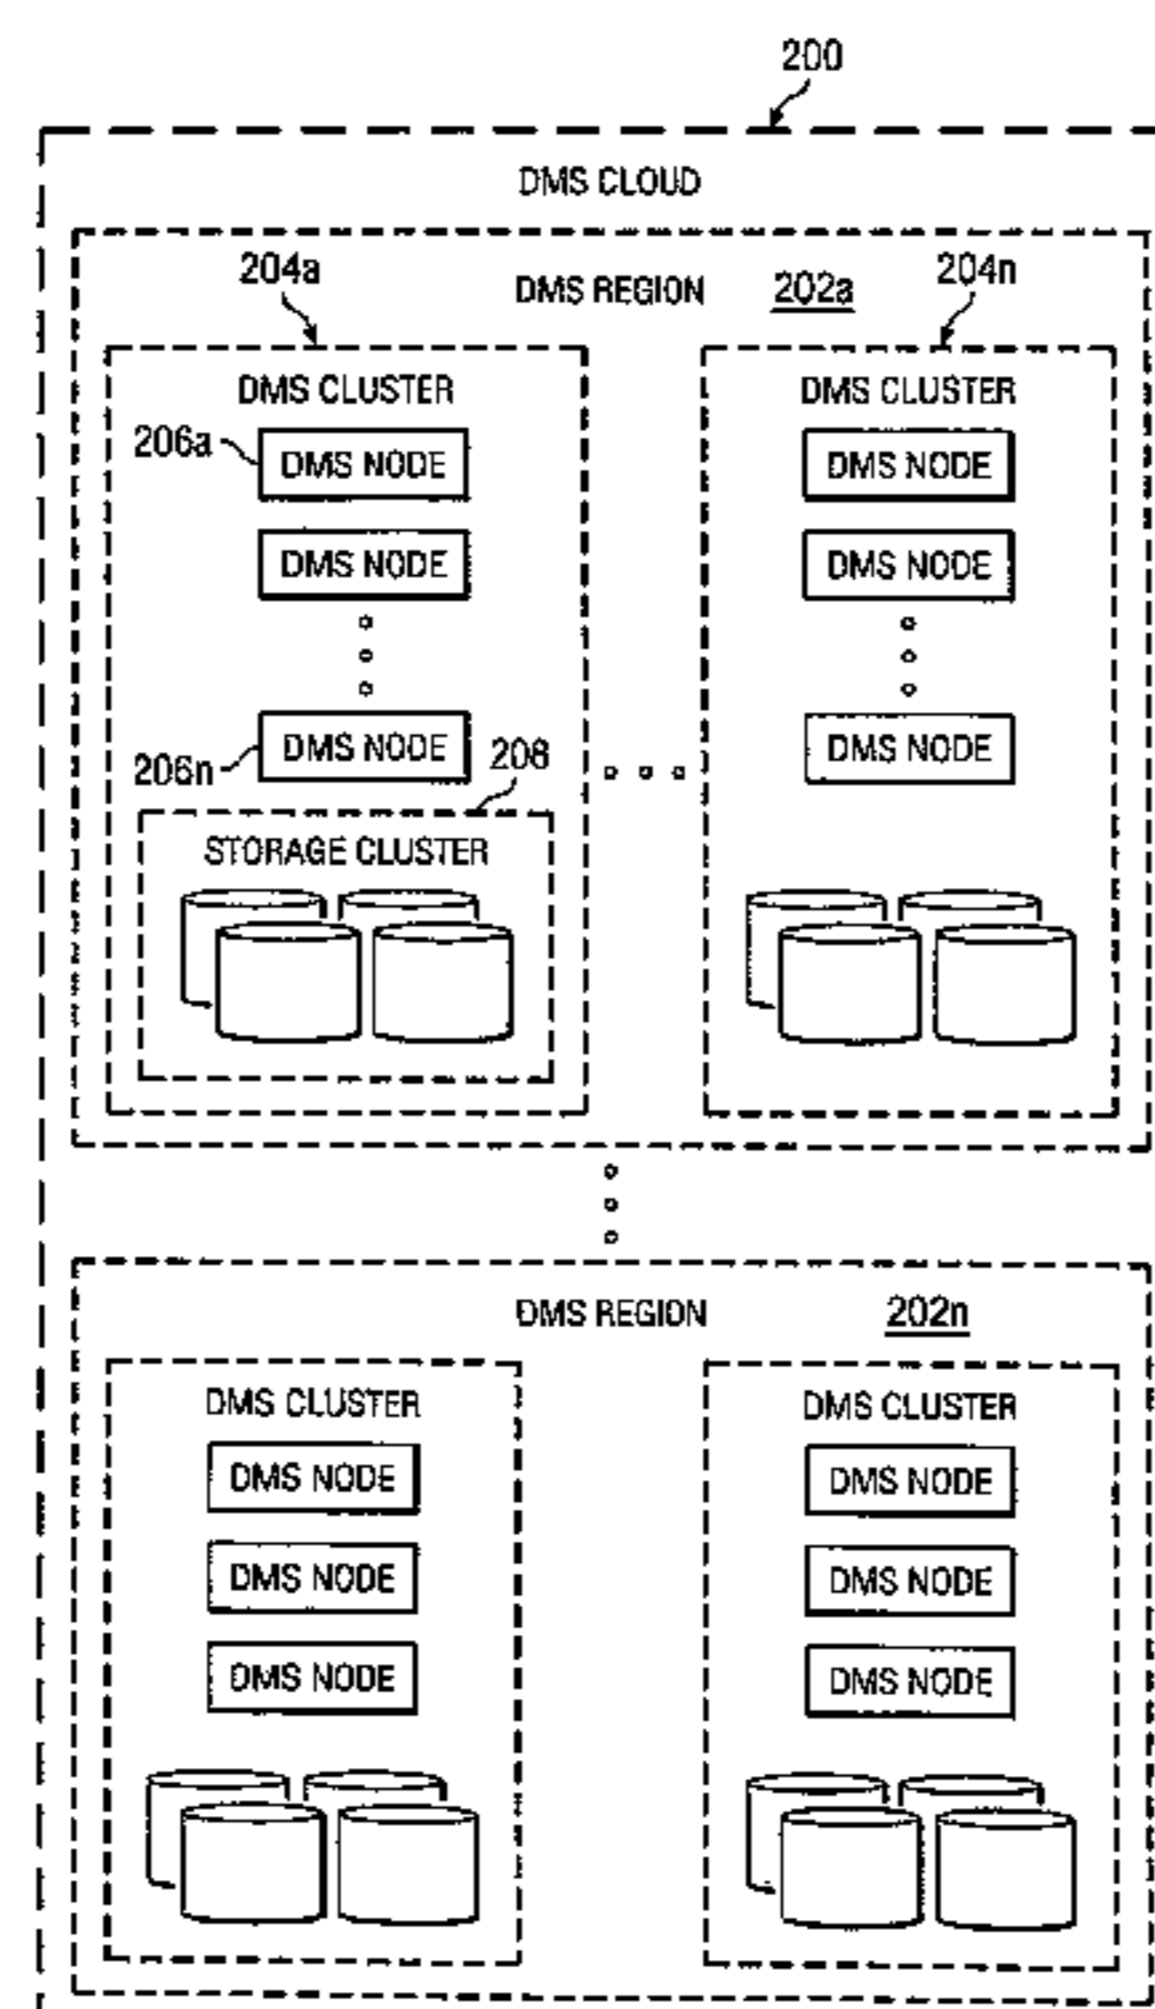 200
DMS CLOUD
204a
DMS REGION 202a
204n
DMS CLUSTER
DMS CLUSTER
206a
DMS NODE
DMS NODE
DMS NODE
DMS NODE
206n
DMS NODE
208
DMS NODE
STORAGE CLUSTER
DMS REGION 202n
DMS CLUSTER
DMS CLUSTER
DMS NODE
DMS NODE
DMS NODE
DMS NODE
DMS NODE
DMS NODE